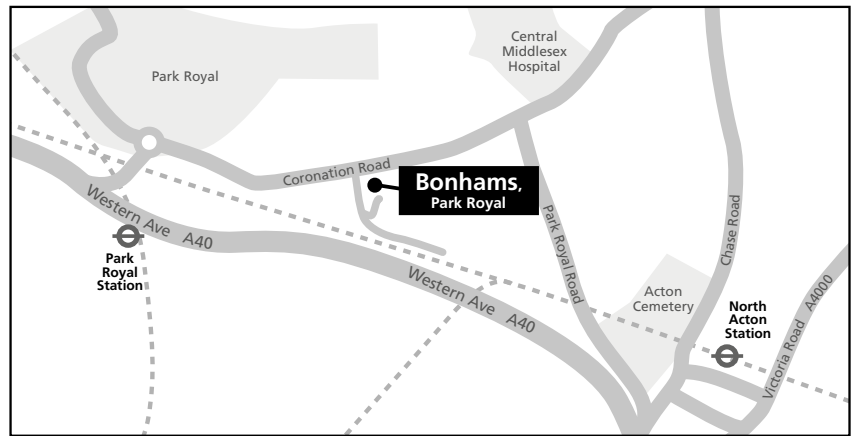 Central
Middlesex
Hospital
Park Royal
Coronation Road
Bonhams,
Park Royal
Western Ave A40
Park
Royal
Station
Park Royal Road
Chase Road
Western Ave A40
Acton
Cemetery
North
Acton
Station
Victoria Road A4000